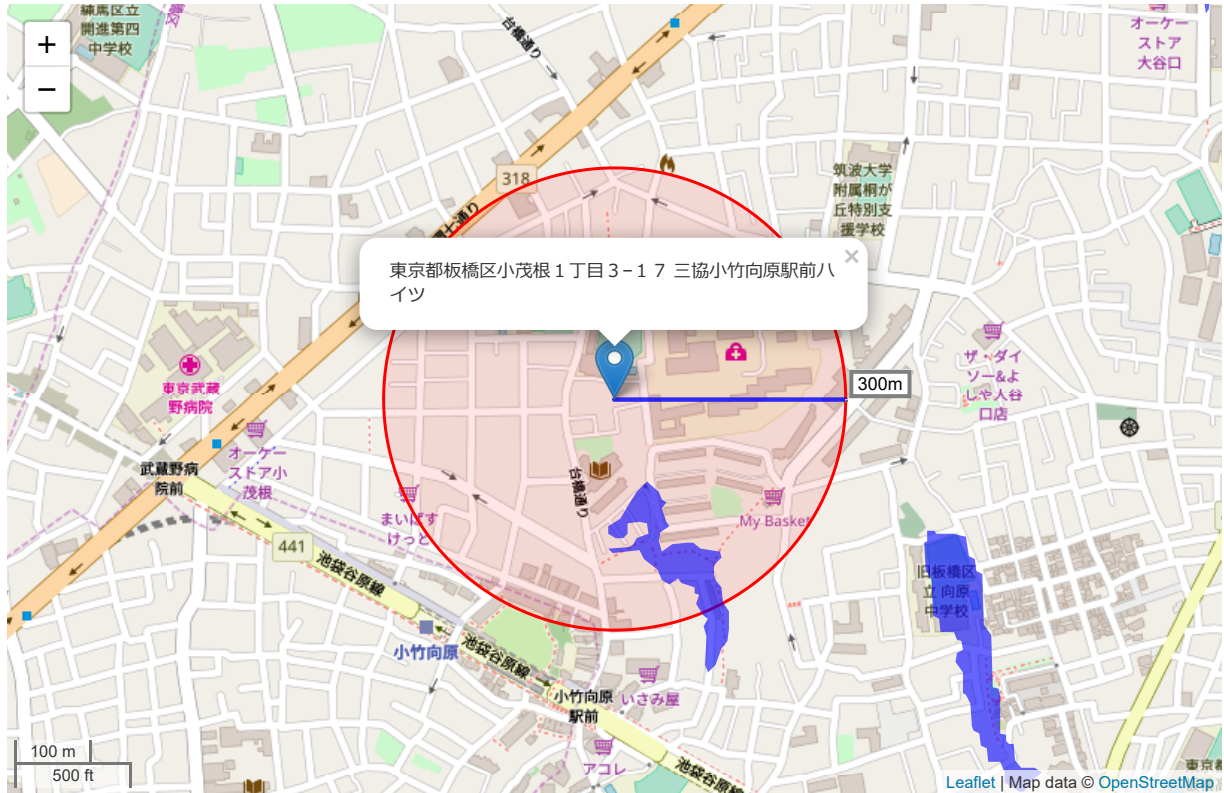 練馬区立
開進第四
中学校
+
−
台橋通り
オーケー
ストア
大谷口
318
筑波大学
附属桐が
丘特別支
援学校
富士通り
東京都板橋区小茂根１丁目３−１７ 三協小竹向原駅前ハ
イツ
×
300m
ザ・ダイ
ソー&よ
しや大谷
口店
東京武蔵
野病院
オーケー
ストア小
茂根
武蔵野病
院前
台橋通り
まいばす
けっと
My Basket
441
池袋谷原線
旧板橋区
立 向原
中学校
小竹向原
池袋谷原線
小竹向原
駅前
いさみ屋
アコレ
池袋谷原線
100 m
500 ft
東京都
Leaflet | Map data © OpenStreetMap